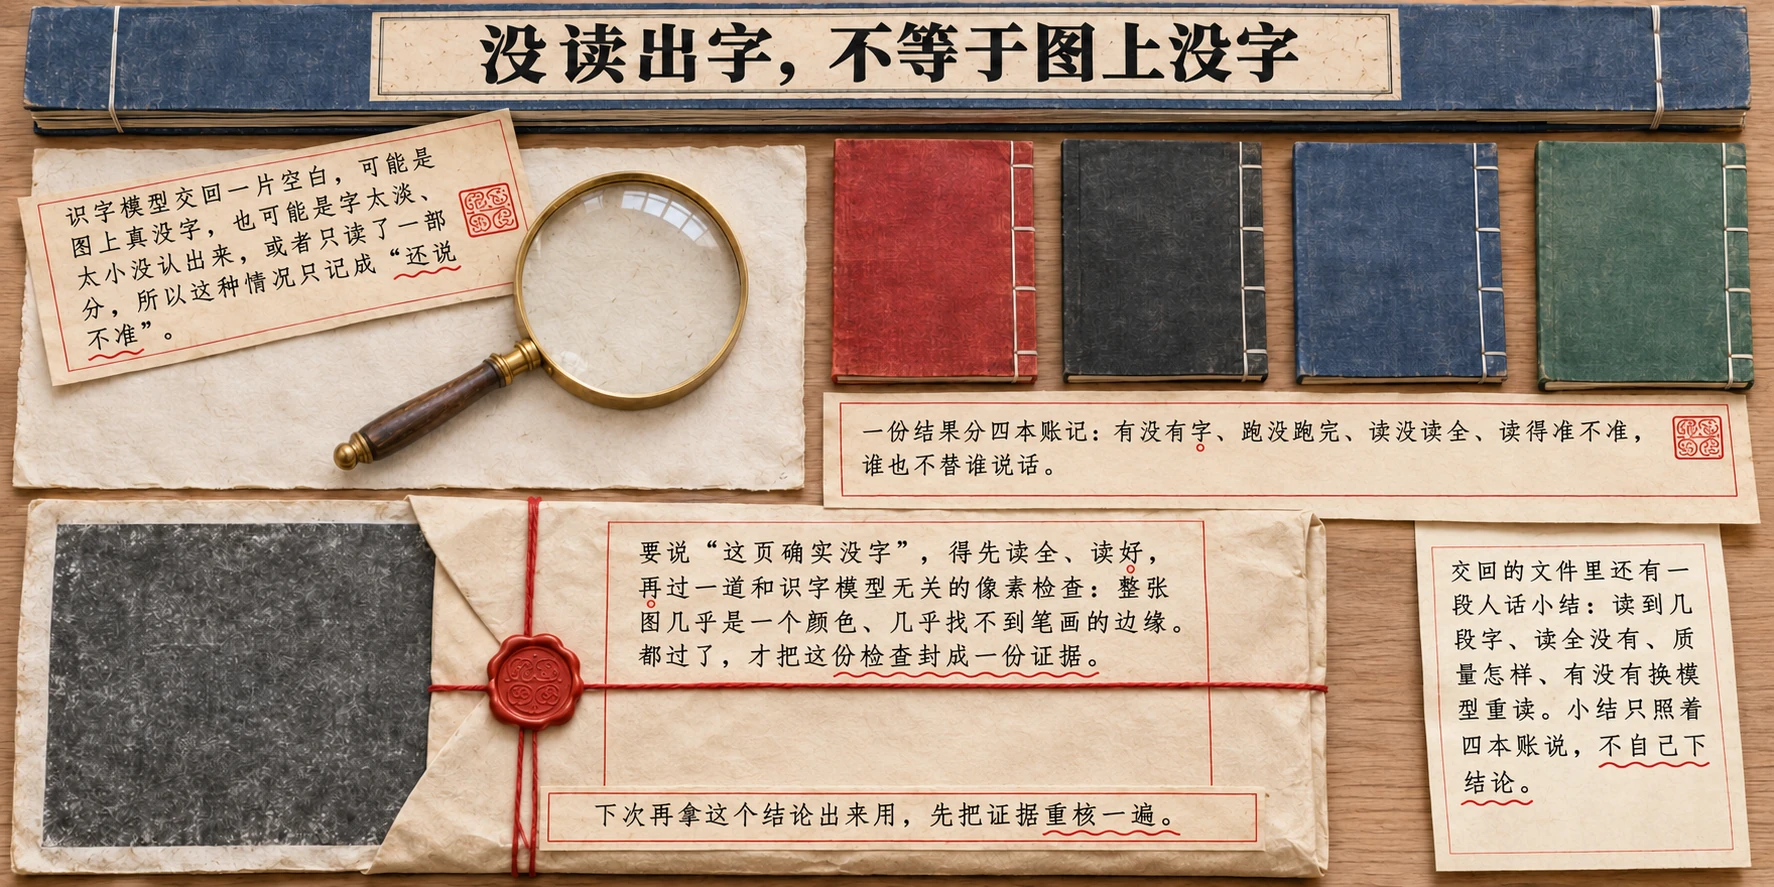 没读出字，不等于图上没字
识字模型交回一片空白，可能是
图上真没字，也可能是字太淡、
太小没认出来，或者只读了一部
分，所以这种情况只记成“还说
不准”。
一份结果分四本账记：有没有字、跑没跑完、读没读全、读得准不准，
谁也不替谁说话。
要说“这页确实没字”，得先读全、读好，
再过一道和识字模型无关的像素检查：整张
图几乎是一个颜色、几乎找不到笔画的边缘。
都过了，才把这份检查封成一份证据。
下次再拿这个结论出来用，先把证据重核一遍。
交回的文件里还有一
段人话小结：读到几
段字、读全没有、质
量怎样、有没有换模
型重读。小结只照着
四本账说，不自己下
结论。